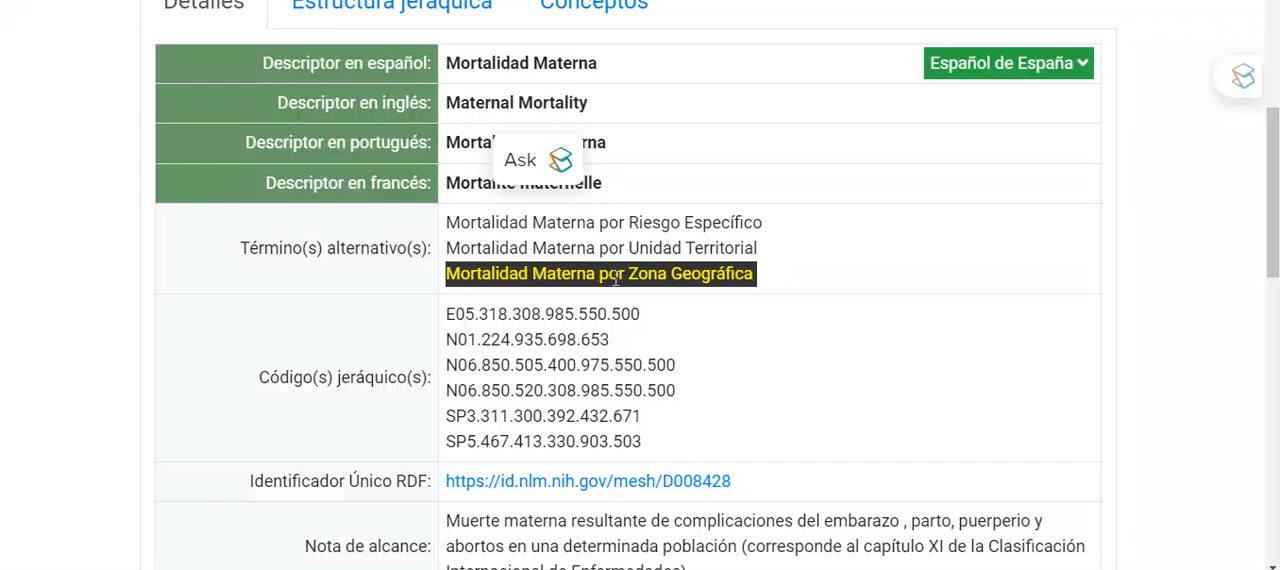 Detalles Estructura jeráquica Conceptos
Descriptor en español: Mortalidad Materna Español de España
Descriptor en inglés: Maternal Mortality
Descriptor en portugués: rna
Ask
Descriptor en francés: Mortalité maternelle
Término(s) alternativo(s):
Mortalidad Materna por Riesgo Específico
Mortalidad Materna por Unidad Territorial
Mortalidad Materna por Zona Geográfica
Código(s) jeráquico(s):
E05.318.308.985.550.500
N01.224.935.698.653
N06.850.505.400.975.550.500
N06.850.520.308.985.550.500
SP3.311.300.392.432.671
SP5.467.413.330.903.503
Identificador Único RDF: https://id.nlm.nih.gov/mesh/D008428
Nota de alcance:
Muerte materna resultante de complicaciones del embarazo , parto, puerperio y
abortos en una determinada población (corresponde al capítulo XI de la Clasificación
Internacional de Enfermedades)